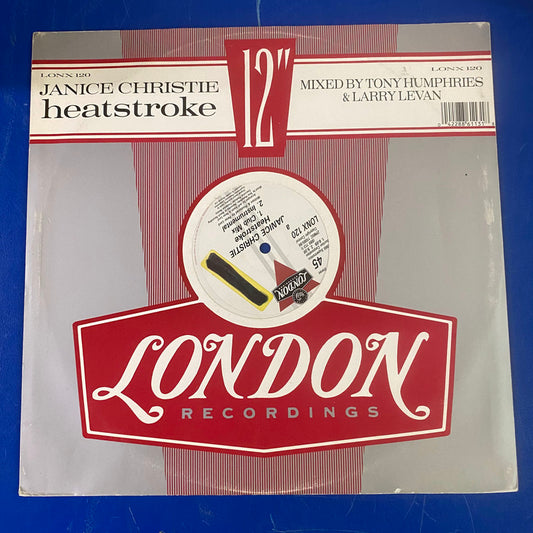 LONX 120
JANICE CHRISTIE
heatstroke
12"
LONX 120
MIXED BY TONY HUMPHRIES
& LARRY LEVAN
45
LONDON
LONX 120
a
JANICE CHRISTIE
Heatstroke
1. Club Mix
2. Instrumental
LONDON
RECORDINGS